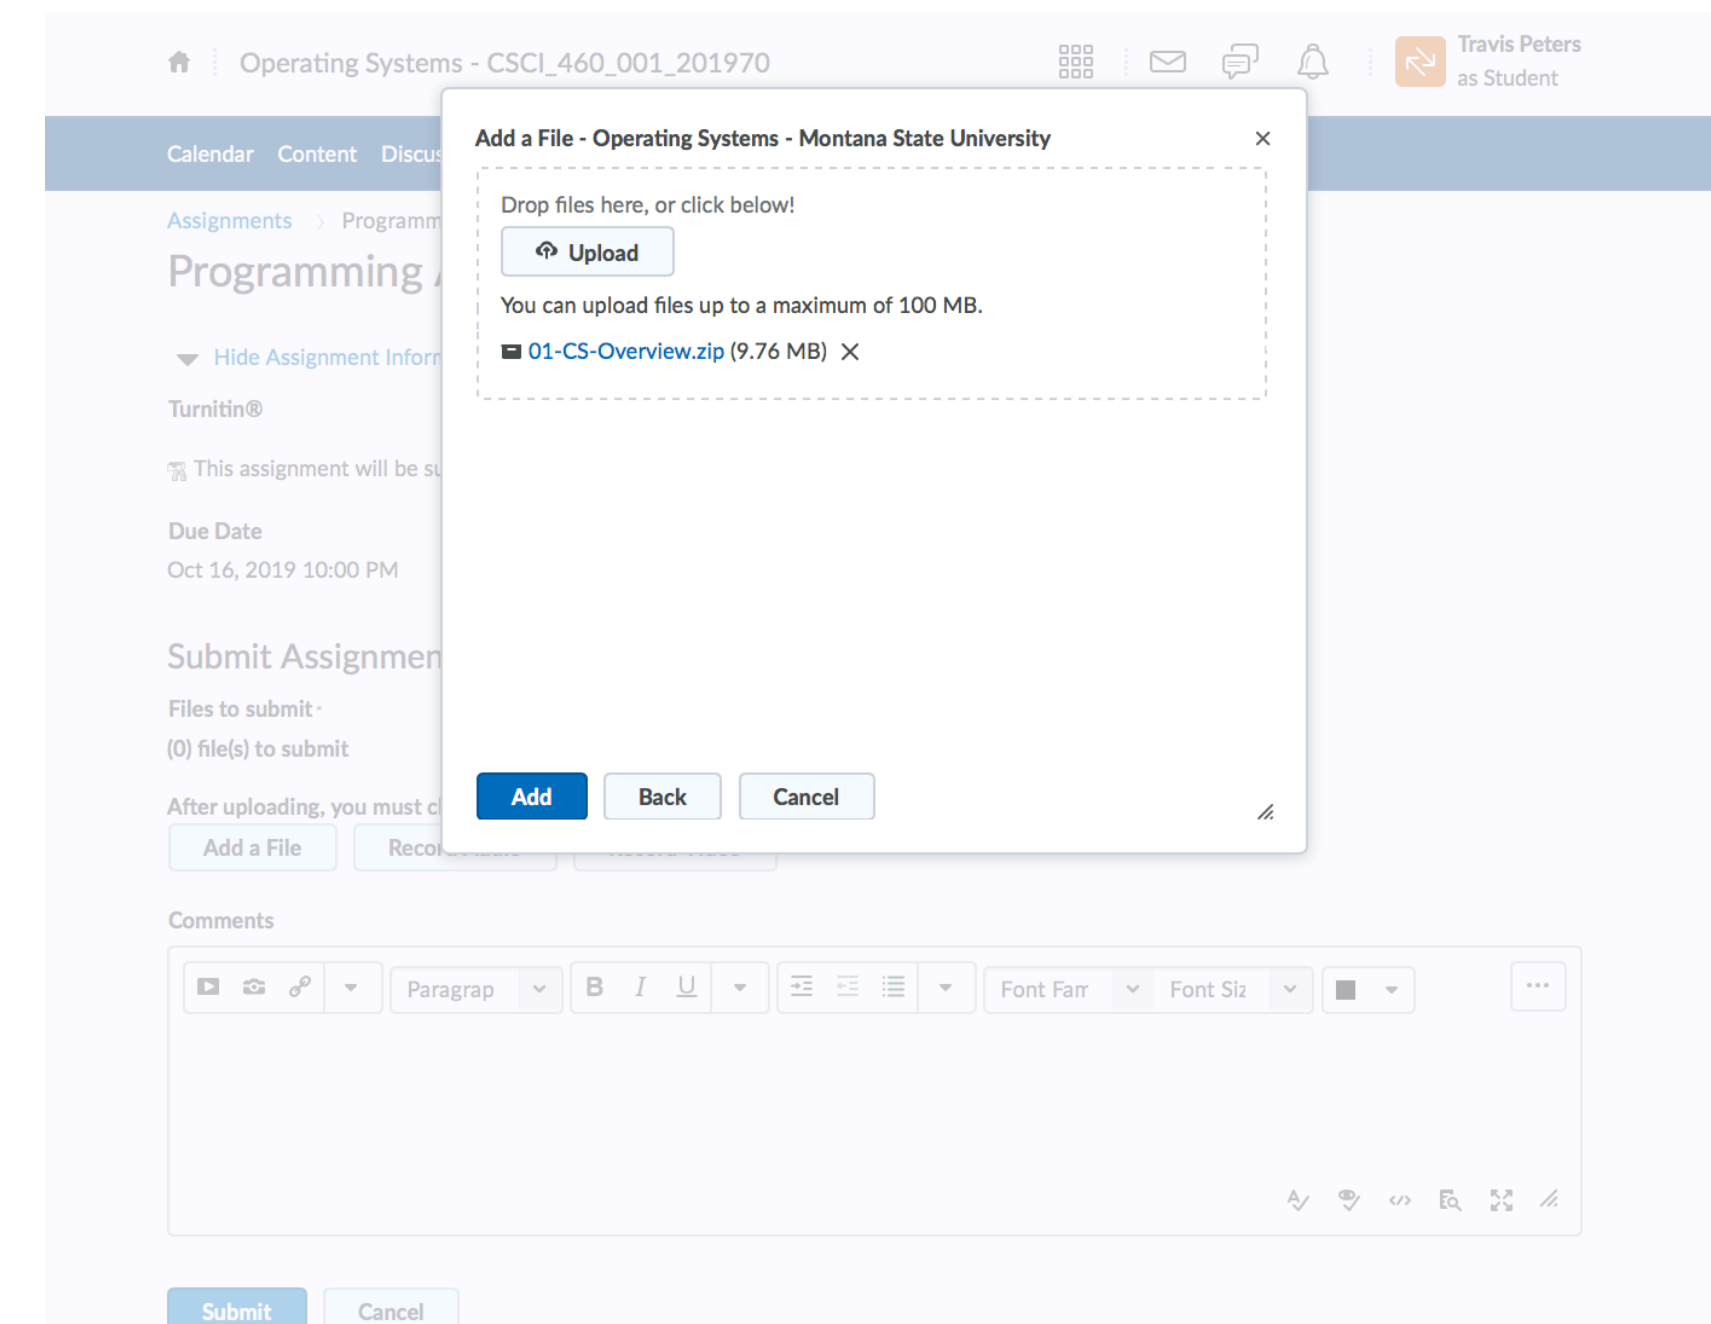 Operating Systems - CSCI_460_001_201970
Travis Peters
as Student
Calendar Content Discus
Assignments > Programm
Programming
Hide Assignment Inform
Turnitin®
This assignment will be su
Due Date
Oct 16, 2019 10:00 PM
Submit Assignmen
Files to submit
(0) file(s) to submit
After uploading, you must cl
Add a File
Add a File - Operating Systems - Montana State University
Drop files here, or click below!
Upload
You can upload files up to a maximum of 100 MB.
01-CS-Overview.zip (9.76 MB)
Add Back Cancel
Comments
Paragrap B I U Font Fam Font Siz
Submit Cancel